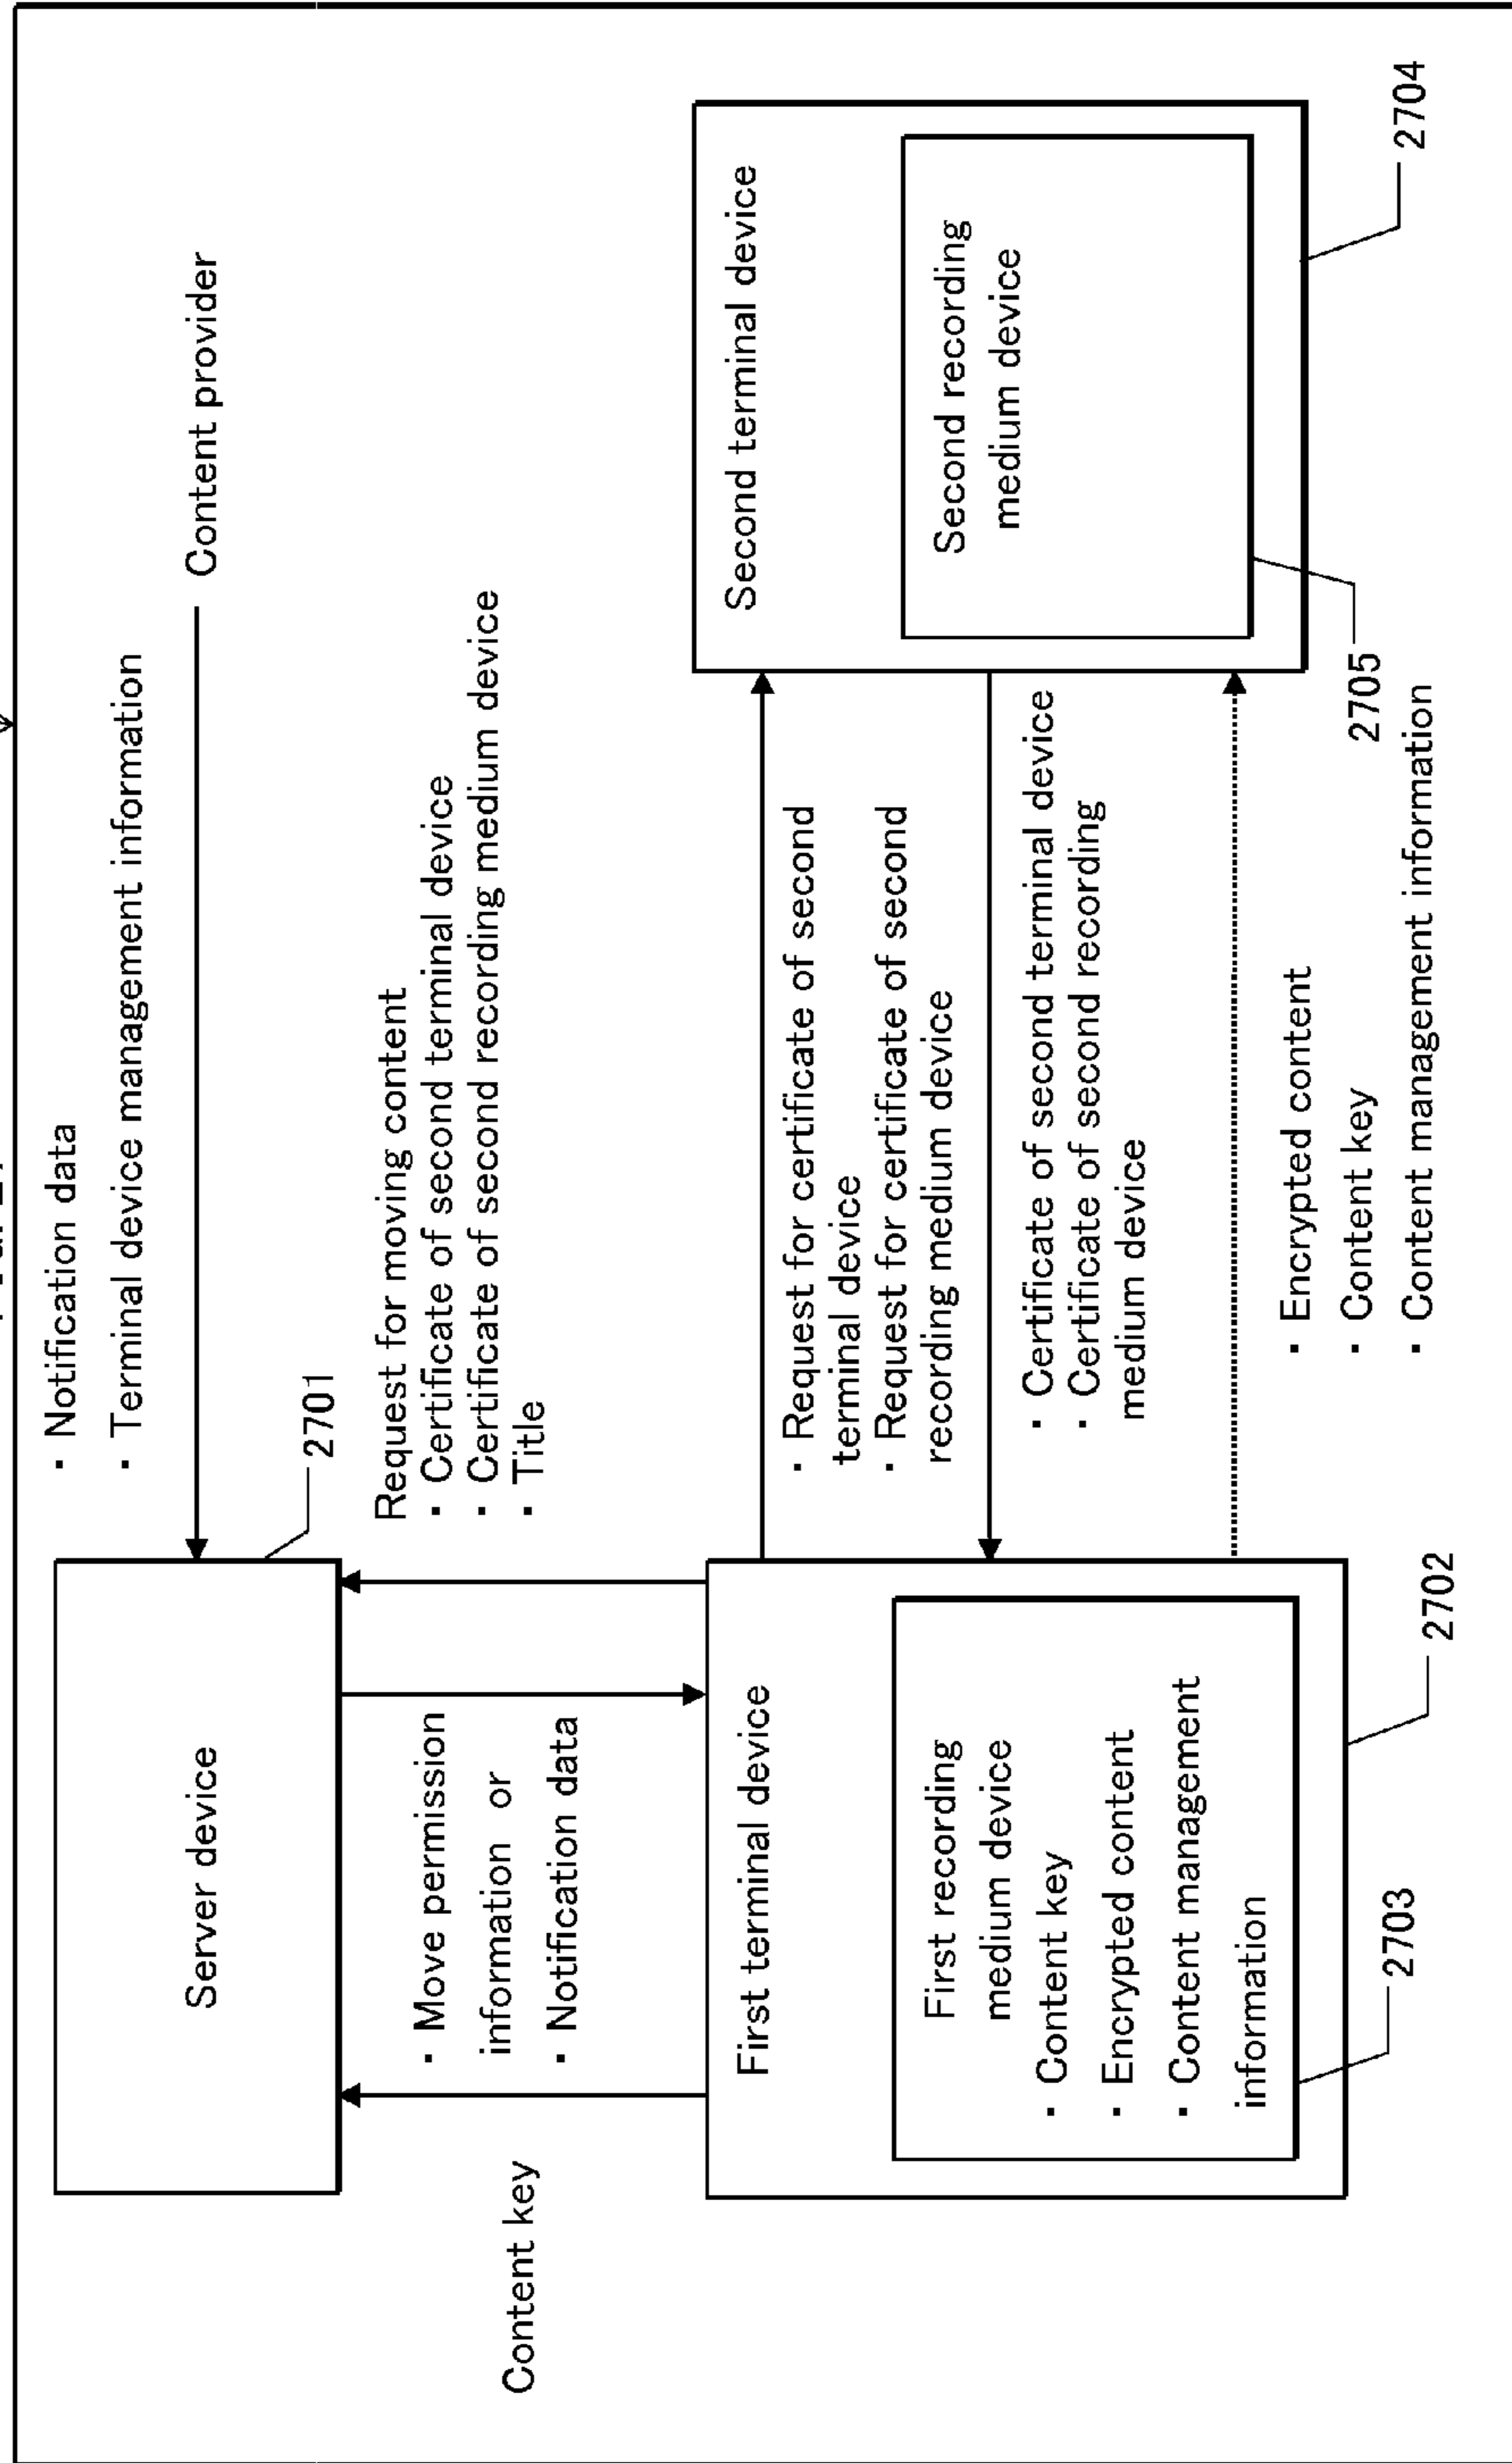 · Notification data
· Terminal device management information
Content provider
Server device
2701
Request for moving content
· Certificate of second terminal device
· Certificate of second recording medium device
· Title
· Move permission
information or
· Notification data
Content key
First terminal device
First recording
medium device
· Content key
· Encrypted content
· Content management
information
2703
2702
· Request for certificate of second
terminal device
· Request for certificate of second
recording medium device
· Certificate of second terminal device
· Certificate of second recording
medium device
· Encrypted content
· Content key
· Content management information
Second terminal device
Second recording
medium device
2705
2704